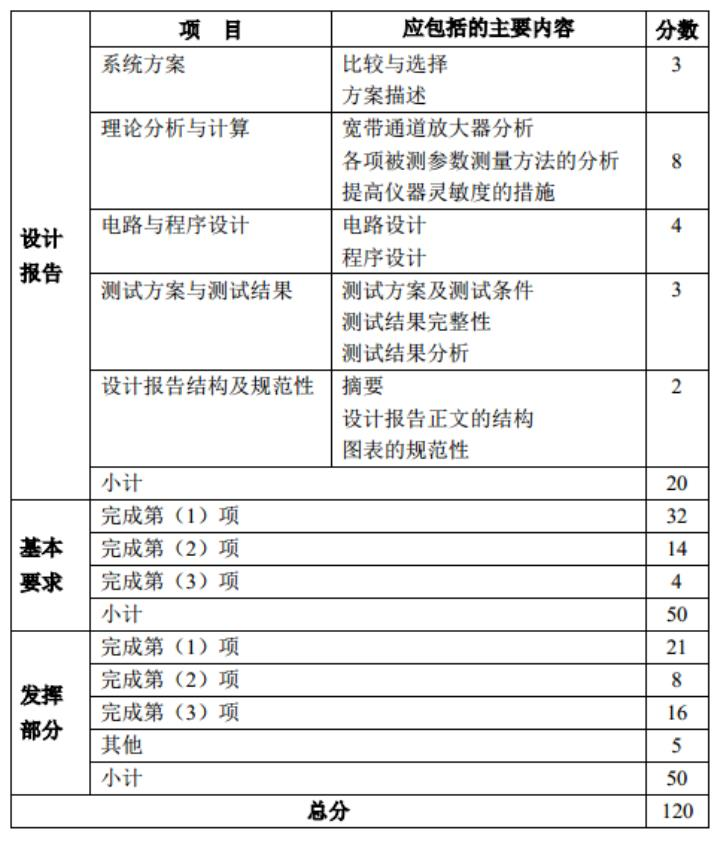 项 目 应包括的主要内容 分数
设计
报告
系统方案 比较与选择 3
方案描述
理论分析与计算 宽带通道放大器分析
各项被测参数测量方法的分析 8
提高仪器灵敏度的措施
电路与程序设计 电路设计 4
程序设计
测试方案与测试结果 测试方案及测试条件 3
测试结果完整性
测试结果分析
设计报告结构及规范性 摘要 2
设计报告正文的结构
图表的规范性
小计 20
基本
要求
完成第（1）项 32
完成第（2）项 14
完成第（3）项 4
小计 50
发挥
部分
完成第（1）项 21
完成第（2）项 8
完成第（3）项 16
其他 5
小计 50
总分 120